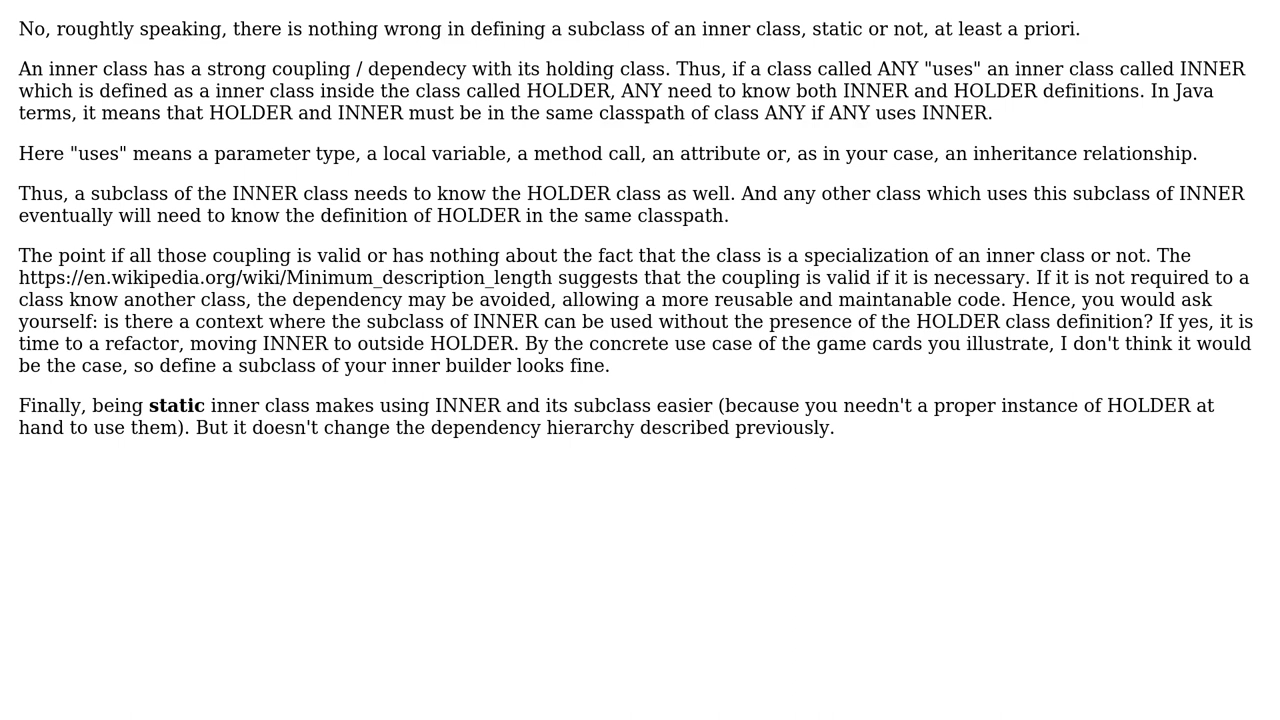 No, roughtly speaking, there is nothing wrong in defining a subclass of an inner class, static or not, at least a priori.
An inner class has a strong coupling / dependecy with its holding class. Thus, if a class called ANY "uses" an inner class called INNER
which is defined as a inner class inside the class called HOLDER, ANY need to know both INNER and HOLDER definitions. In Java
terms, it means that HOLDER and INNER must be in the same classpath of class ANY if ANY uses INNER.
Here "uses" means a parameter type, a local variable, a method call, an attribute or, as in your case, an inheritance relationship.
Thus, a subclass of the INNER class needs to know the HOLDER class as well. And any other class which uses this subclass of INNER
eventually will need to know the definition of HOLDER in the same classpath.
The point if all those coupling is valid or has nothing about the fact that the class is a specialization of an inner class or not. The
https://en.wikipedia.org/wiki/Minimum_description_length suggests that the coupling is valid if it is necessary. If it is not required to a
class know another class, the dependency may be avoided, allowing a more reusable and maintanable code. Hence, you would ask
yourself: is there a context where the subclass of INNER can be used without the presence of the HOLDER class definition? If yes, it is
time to a refactor, moving INNER to outside HOLDER. By the concrete use case of the game cards you illustrate, I don't think it would
be the case, so define a subclass of your inner builder looks fine.
Finally, being static inner class makes using INNER and its subclass easier (because you needn't a proper instance of HOLDER at
hand to use them). But it doesn't change the dependency hierarchy described previously.